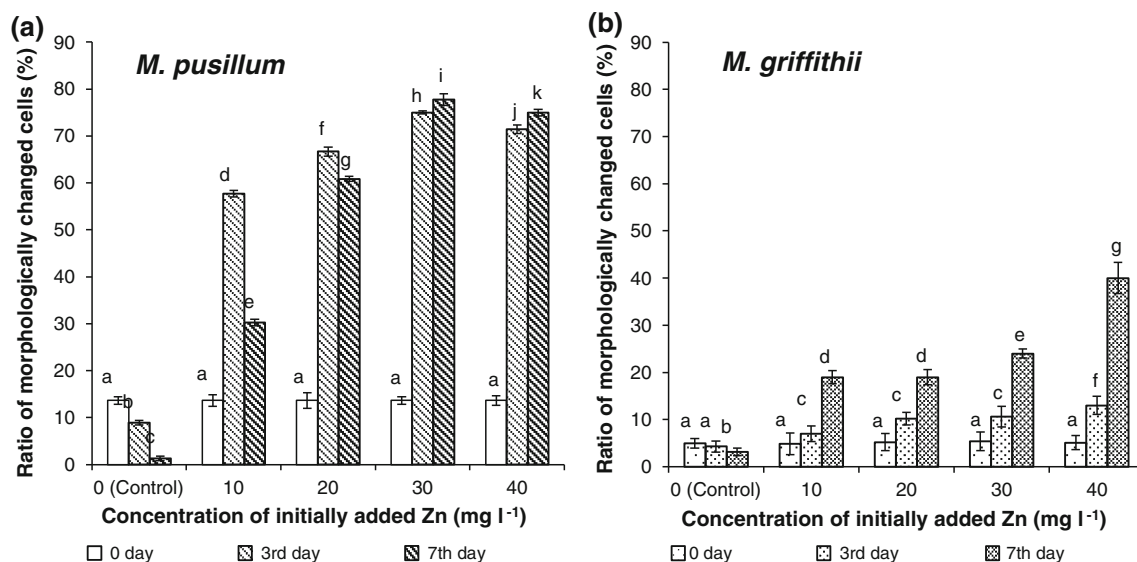 (a)
M. pusillum
Ratio of morphologically changed cells (%)
90
80
70
60
50
40
30
20
10
0
a b c
a d e
a f g
a h i
a j k
0 (Control) 10 20 30 40
Concentration of initially added Zn (mg l⁻¹)
0 day 3rd day 7th day
(b)
M. griffithii
Ratio of morphologically changed cells (%)
90
80
70
60
50
40
30
20
10
0
a a b
a c d
a c d
a c e
a f g
0 (Control) 10 20 30 40
Concentration of initially added Zn (mg l⁻¹)
0 day 3rd day 7th day